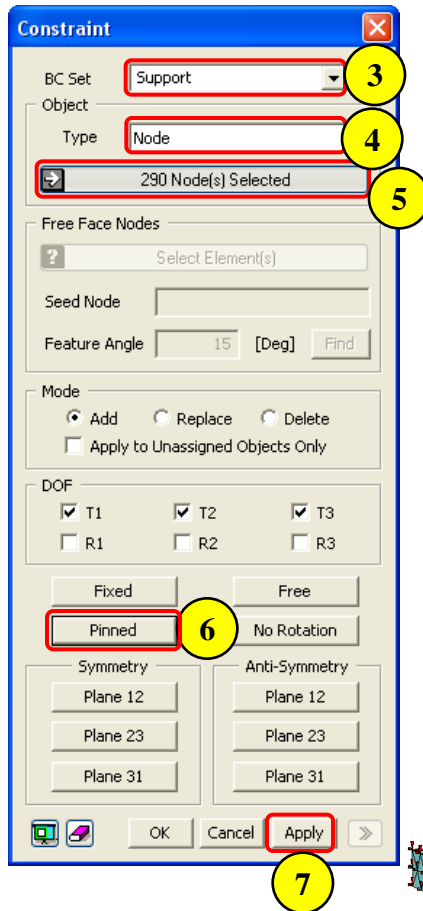 Constraint
BC Set Support 3
Object
Type Node 4
290 Node(s) Selected
5
Free Face Nodes
? Select Element(s)
Seed Node
Feature Angle 15 [Deg] Find
Mode
Add Replace Delete
Apply to Unassigned Objects Only
DOF
T1 T2 T3
R1 R2 R3
Fixed Free
Pinned 6 No Rotation
Symmetry Anti-Symmetry
Plane 12 Plane 12
Plane 23 Plane 23
Plane 31 Plane 31
OK Cancel Apply
7